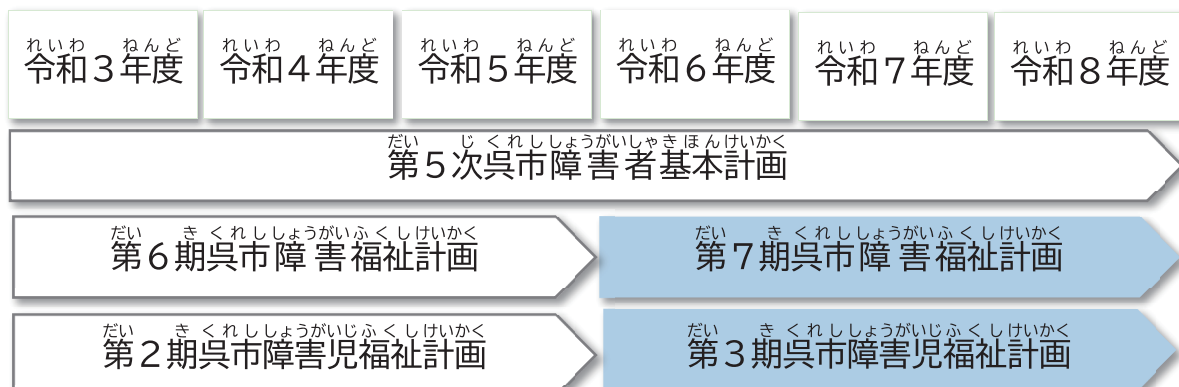 れいわ ねんど れいわ ねんど れいわ ねんど れいわ ねんど れいわ ねんど れいわ ねんど
令和３年度 令和４年度 令和５年度 令和６年度 令和７年度 令和８年度
だい じ くれししょうがいしゃきほんけいかく
第５次呉市障害者基本計画
だい き くれししょうがいふくしけいかく だい き くれししょうがいふくしけいかく
第６期呉市障害福祉計画 第７期呉市障害福祉計画
だい き くれししょうがいじふくしけいかく だい き くれししょうがいじふくしけいかく
第２期呉市障害児福祉計画 第３期呉市障害児福祉計画